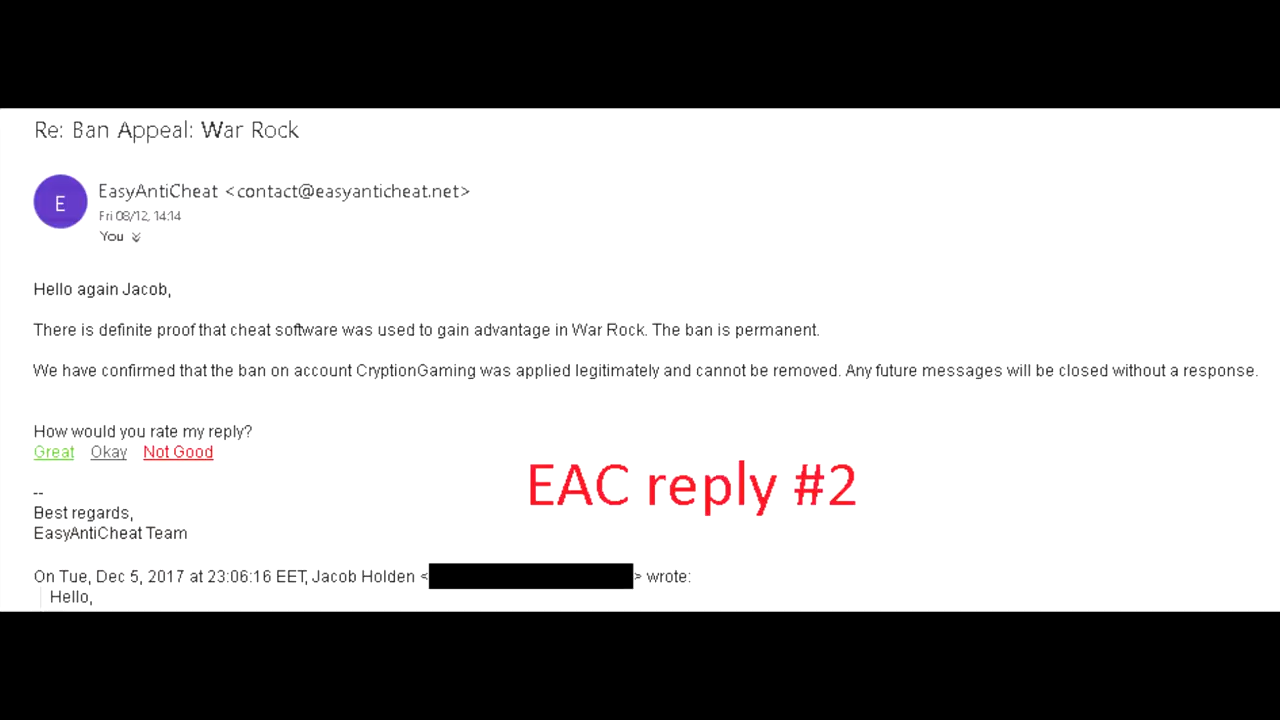 Re: Ban Appeal: War Rock
E
EasyAntiCheat <contact@easyanticheat.net>
Fri 08/12, 14:14
You
Hello again Jacob,
There is definite proof that cheat software was used to gain advantage in War Rock. The ban is permanent.
We have confirmed that the ban on account CryptionGaming was applied legitimately and cannot be removed. Any future messages will be closed without a response.
How would you rate my reply?
Great Okay Not Good
EAC reply #2
--
Best regards,
EasyAntiCheat Team
On Tue, Dec 5, 2017 at 23:06:16 EET, Jacob Holden < > wrote:
Hello,